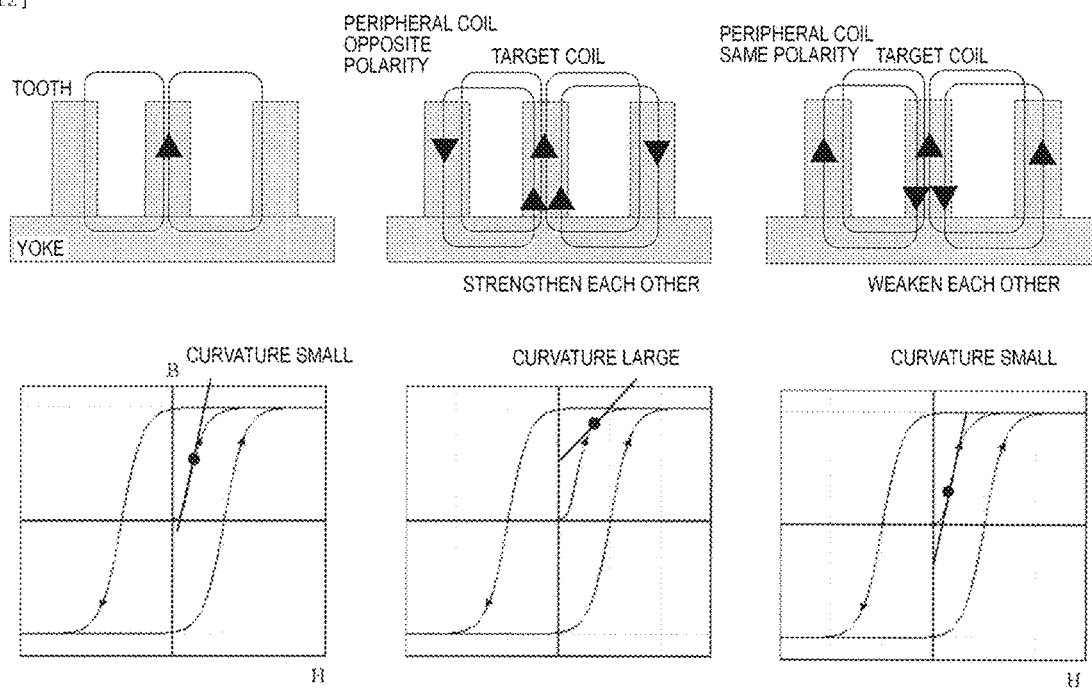 PERIPHERAL COIL
OPPOSITE
POLARITY
TARGET COIL
PERIPHERAL COIL
SAME POLARITY
TARGET COIL
TOOTH
YOKE
STRENGTHEN EACH OTHER
WEAKEN EACH OTHER
CURVATURE SMALL
B
CURVATURE LARGE
CURVATURE SMALL
H
H